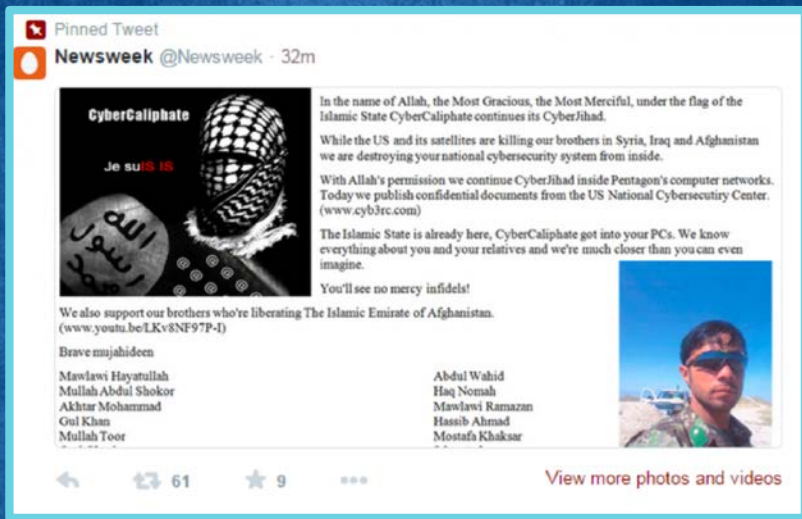 Pinned Tweet
Newsweek @Newsweek · 32m
CyberCaliphate
Je suIS IS
الله
رسول
محمد
In the name of Allah, the Most Gracious, the Most Merciful, under the flag of the
Islamic State CyberCaliphate continues its CyberJihad.
While the US and its satellites are killing our brothers in Syria, Iraq and Afghanistan
we are destroying your national cybersecurity system from inside.
With Allah's permission we continue CyberJihad inside Pentagon's computer networks.
Today we publish confidential documents from the US National Cybersecutiry Center.
(www.cyb3rc.com)
The Islamic State is already here, CyberCaliphate got into your PCs. We know
everything about you and your relatives and we're much closer than you can even
imagine.
You'll see no mercy infidels!
We also support our brothers who're liberating The Islamic Emirate of Afghanistan.
(www.youtu.be/LKv8NF97P-I)
Brave mujahideen
Mawlawi Hayatullah
Mullah Abdul Shokor
Akhtar Mohammad
Gul Khan
Mullah Toor
Abdul Wahid
Haq Nomah
Mawlawi Ramazan
Hassib Ahmad
Mostafa Khaksar
61
9
View more photos and videos